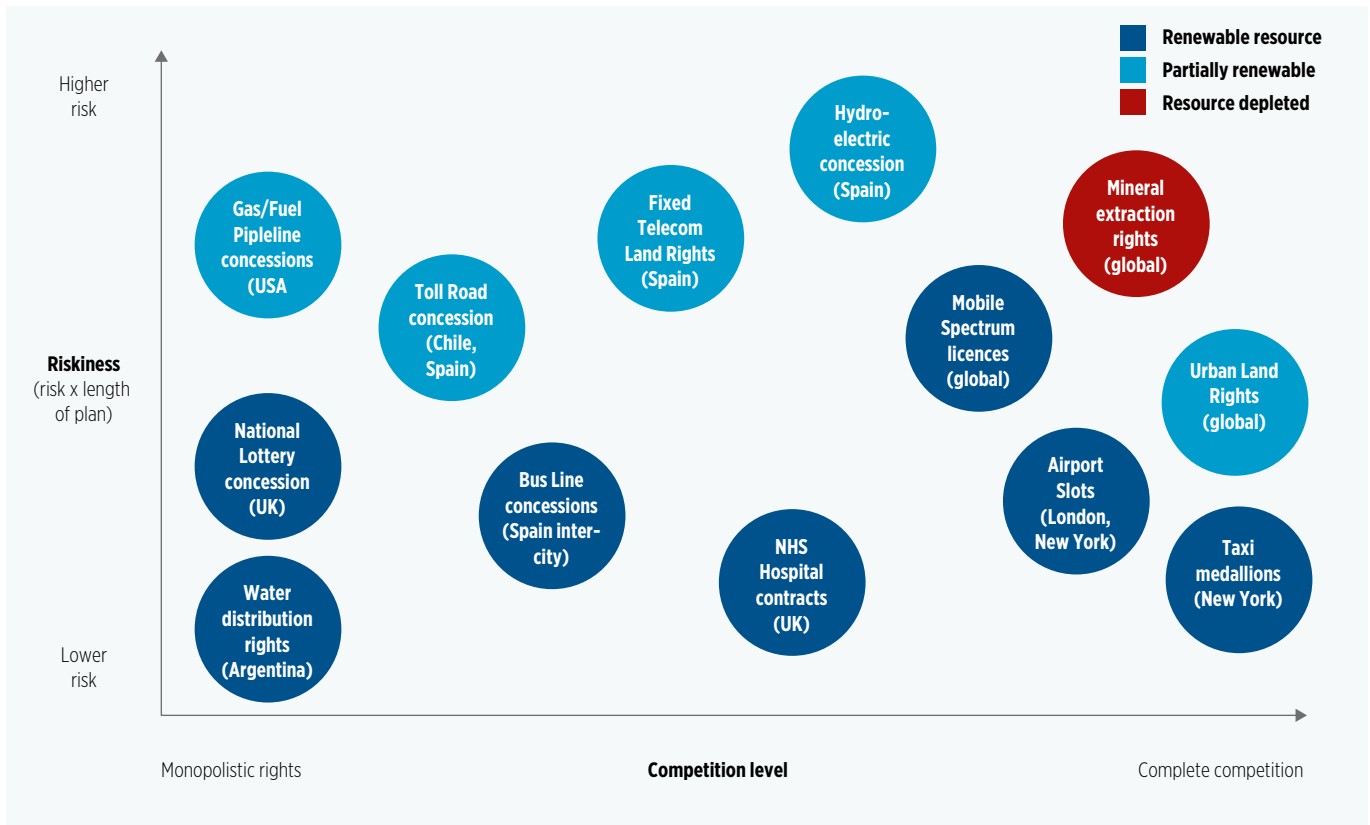 Renewable resource
Partially renewable
Resource depleted
Higher
risk
Riskiness
(risk x length
of plan)
Lower
risk
Gas/Fuel
Pipleline
concessions
(USA
National
Lottery
concession
(UK)
Water
distribution
rights
(Argentina)
Toll Road
concession
(Chile,
Spain)
Bus Line
concessions
(Spain inter-
city)
Fixed
Telecom
Land Rights
(Spain)
Hydro-
electric
concession
(Spain)
NHS
Hospital
contracts
(UK)
Mobile
Spectrum
licences
(global)
Mineral
extraction
rights
(global)
Airport
Slots
(London,
New York)
Urban Land
Rights
(global)
Taxi
medallions
(New York)
Monopolistic rights
Competition level
Complete competition